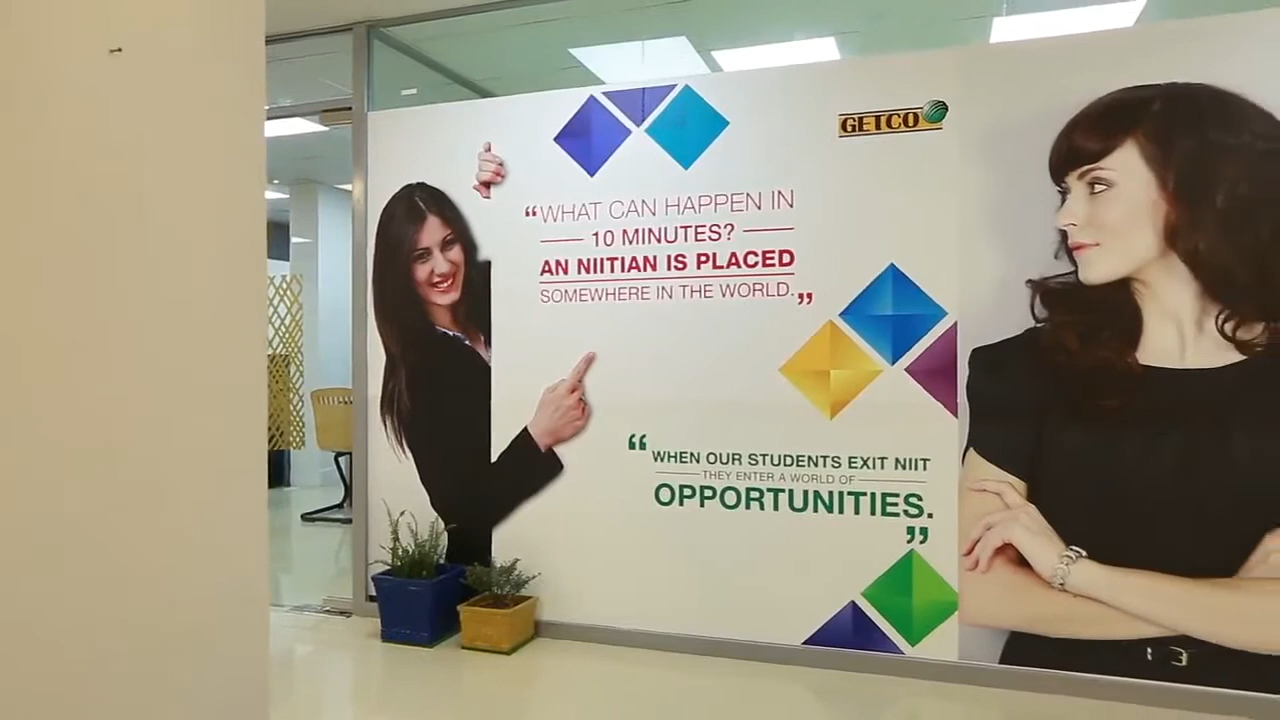 GETCO
“WHAT CAN HAPPEN IN
10 MINUTES?
AN NIITIAN IS PLACED
SOMEWHERE IN THE WORLD.”
“WHEN OUR STUDENTS EXIT NIIT
THEY ENTER A WORLD OF
OPPORTUNITIES.”